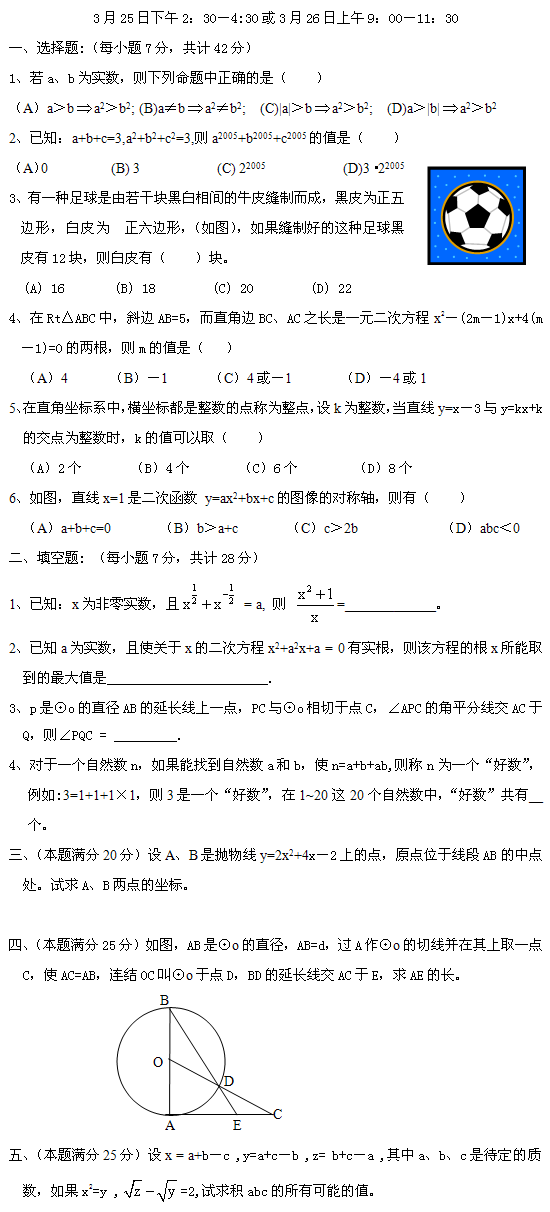 3月25日下午2:30—4:30或3月26日上午9:00—11:30
一、选择题:(每小题7分,共计42分)
1、若a、b为实数,则下列命题中正确的是(　　)
(A)a>b⇒a²>b²; (B)a≠b⇒a²≠b²; (C)|a|>b⇒a²>b²; (D)a>|b|⇒a²>b²
2、已知:a+b+c=3,a²+b²+c²=3,则a²⁰⁰⁵+b²⁰⁰⁵+c²⁰⁰⁵的值是(　　)
(A)0 (B) 3 (C) 2²⁰⁰⁵ (D)3 •2²⁰⁰⁵
3、有一种足球是由若干块黑白相间的牛皮缝制而成,黑皮为正五
边形,白皮为 正六边形,(如图),如果缝制好的这种足球黑
皮有12块,则白皮有(　　)块。
(A) 16 (B) 18 (C) 20 (D) 22
4、在Rt△ABC中,斜边AB=5,而直角边BC、AC之长是一元二次方程x²—(2m—1)x+4(m
—1)=0的两根,则m的值是(　　)
(A)4 (B)—1 (C)4或—1 (D)—4或1
5、在直角坐标系中,横坐标都是整数的点称为整点,设k为整数,当直线y=x—3与y=kx+k
的交点为整数时,k的值可以取(　　)
(A)2个 (B)4个 (C)6个 (D)8个
6、如图,直线x=1是二次函数 y=ax²+bx+c的图像的对称轴,则有(　　)
(A)a+b+c=0 (B)b>a+c (C)c>2b (D)abc<0
二、填空题:(每小题7分,共计28分)
1、已知:x为非零实数,且x^{1/2}+x^{-1/2} = a, 则 (x²+1)/x =____________。
2、已知a为实数,且使关于x的二次方程x²+a²x+a = 0有实根,则该方程的根x所能取
到的最大值是______________________.
3、p是⊙o的直径AB的延长线上一点,PC与⊙o相切于点C,∠APC的角平分线交AC于
Q,则∠PQC = _________.
4、对于一个自然数n,如果能找到自然数a和b,使n=a+b+ab,则称n为一个“好数”,
例如:3=1+1+1×1,则3是一个“好数”,在1~20这20个自然数中,“好数”共有__
个。
三、(本题满分20分)设A、B是抛物线y=2x²+4x—2上的点,原点位于线段AB的中点
处。试求A、B两点的坐标。
四、(本题满分25分)如图,AB是⊙o的直径,AB=d,过A作⊙o的切线并在其上取一点
C,使AC=AB,连结OC叫⊙o于点D,BD的延长线交AC于E,求AE的长。
B
O
D
C
A E
五、(本题满分25分)设x = a+b—c ,y=a+c—b ,z= b+c—a ,其中a、b、c是待定的质
数,如果x²=y , √z−√y=2,试求积abc的所有可能的值。